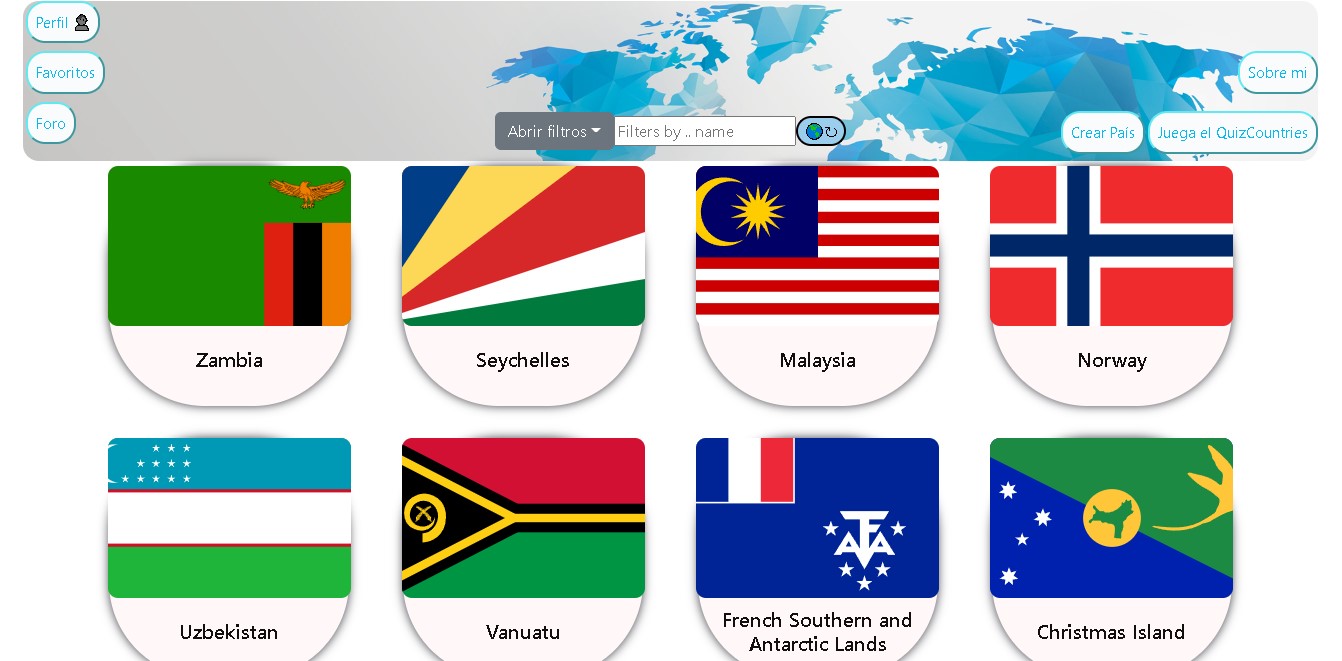 Perfil
Favoritos
Foro
Abrir filtros
Filters by .. name
Sobre mi
Crear País
Juega el QuizCountries
Zambia
Seychelles
Malaysia
Norway
TAAF
Uzbekistan
Vanuatu
French Southern and
Antarctic Lands
Christmas Island